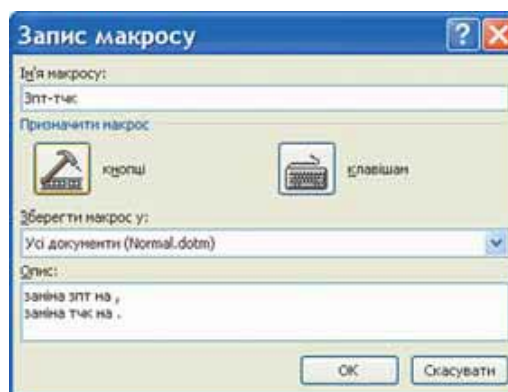 Запис макросу
Ім'я макросу:
Зпт-тчк
Призначити макрос
кнопці
клавішам
Зберегти макрос у:
Усі документи (Normal.dotm)
Опис:
заміна зпт на ,
заміна тчк на .
ОК
Скасувати